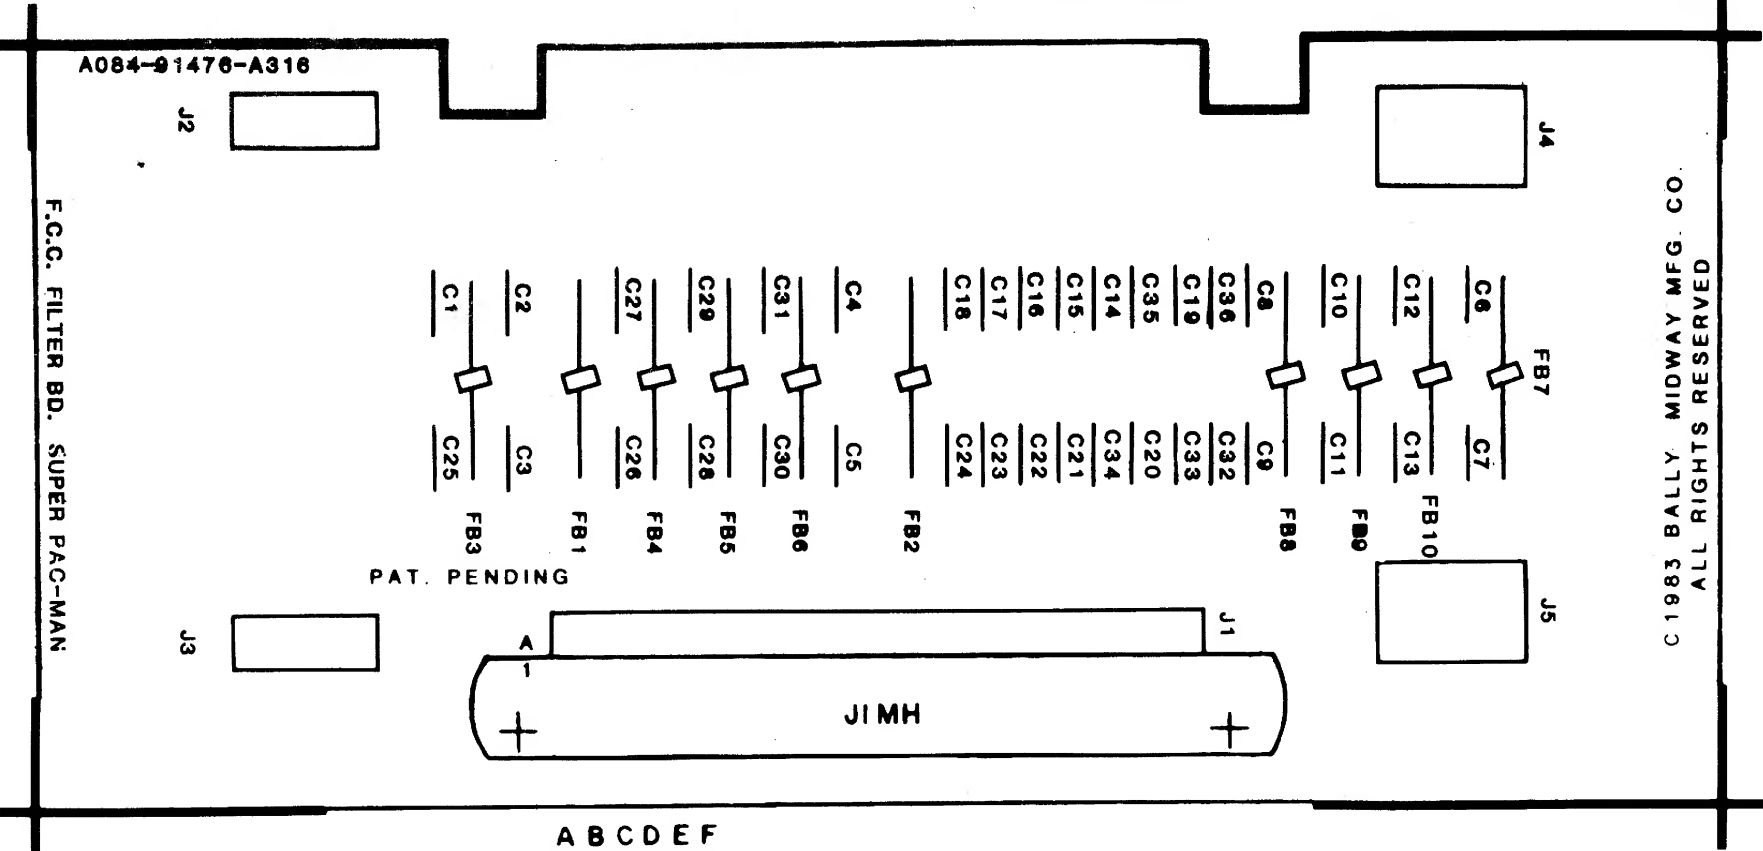 A084-91476-A316
J2
J4
F.C.C. FILTER BD. SUPER PAC-MAN
C 1983 BALLY MIDWAY MFG. CO.
ALL RIGHTS RESERVED
C1
C2
C27
C29
C31
C4
C18
C17
C16
C15
C14
C35
C19
C36
C8
C10
C12
C6
FB7
C25
C3
C26
C28
C30
C5
C24
C23
C22
C21
C34
C20
C33
C32
C9
C11
C13
C7
FB3
FB1
FB4
FB5
FB6
FB2
FB8
FB9
FB10
PAT. PENDING
J3
A
1
J1
J5
J1MH
A B C D E F